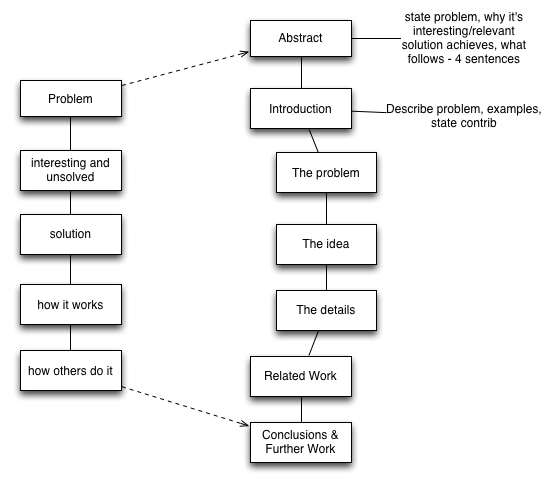 Problem
interesting and
unsolved
solution
how it works
how others do it
Abstract
state problem, why it's
interesting/relevant
solution achieves, what
follows - 4 sentences
Introduction
Describe problem, examples,
state contrib
The problem
The idea
The details
Related Work
Conclusions &
Further Work